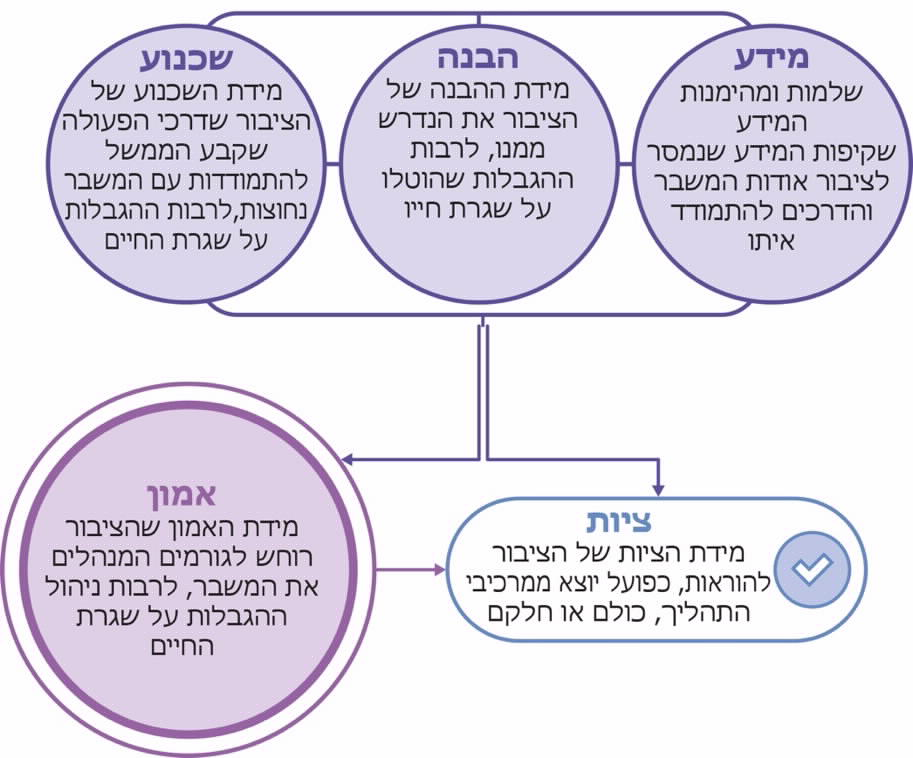 מידע
שלמות ומהימנות
המידע
שקיפות המידע שנמסר
לציבור אודות המשבר
והדרכים להתמודד
איתו
הבנה
מידת ההבנה של
הציבור את הנדרש
ממנו, לרבות
ההגבלות שהוטלו
על שגרת חייו
שכנוע
מידת השכנוע של
הציבור שדרכי הפעולה
שקבע הממשל
להתמודדות עם המשבר
נחוצות,לרבות ההגבלות
על שגרת החיים
אמון
מידת האמון שהציבור
רוחש לגורמים המנהלים
את המשבר, לרבות ניהול
ההגבלות על שגרת
החיים
ציות
מידת הציות של הציבור
להוראות, כפועל יוצא ממרכיבי
התהליך, כולם או חלקם